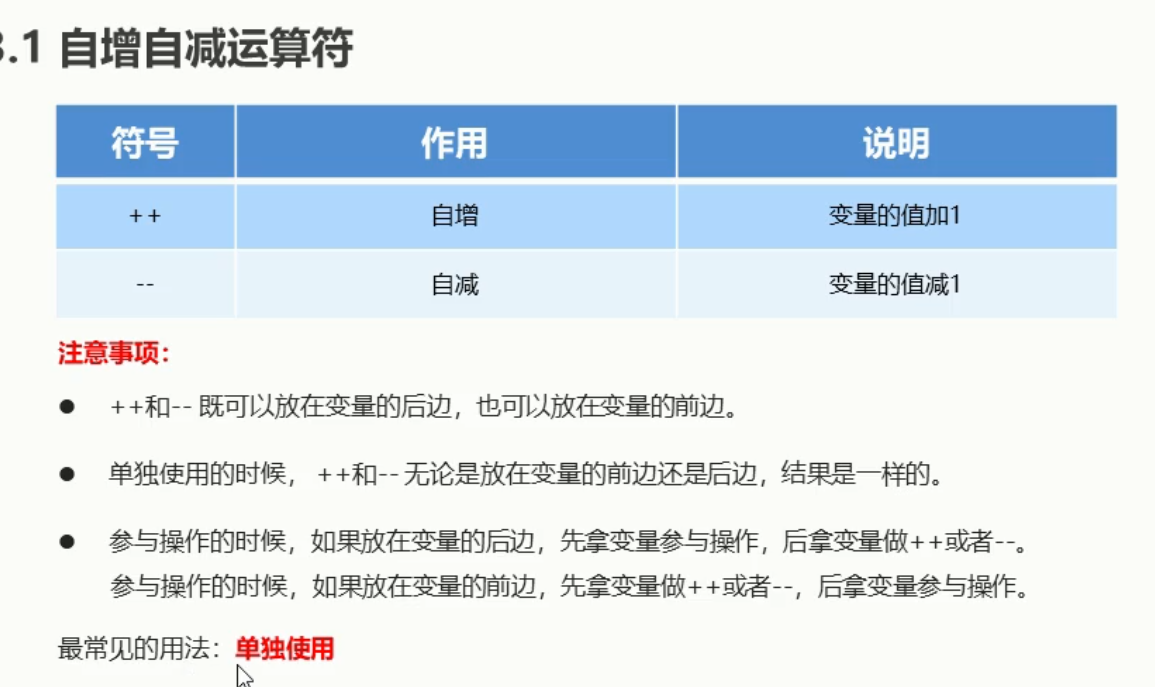 3.1 自增自减运算符
符号 作用 说明
++ 自增 变量的值加1
-- 自减 变量的值减1
注意事项：
● ++和-- 既可以放在变量的后边，也可以放在变量的前边。
● 单独使用的时候， ++和-- 无论是放在变量的前边还是后边，结果是一样的。
● 参与操作的时候，如果放在变量的后边，先拿变量参与操作，后拿变量做++或者--。
参与操作的时候，如果放在变量的前边，先拿变量做++或者--，后拿变量参与操作。
最常见的用法：单独使用